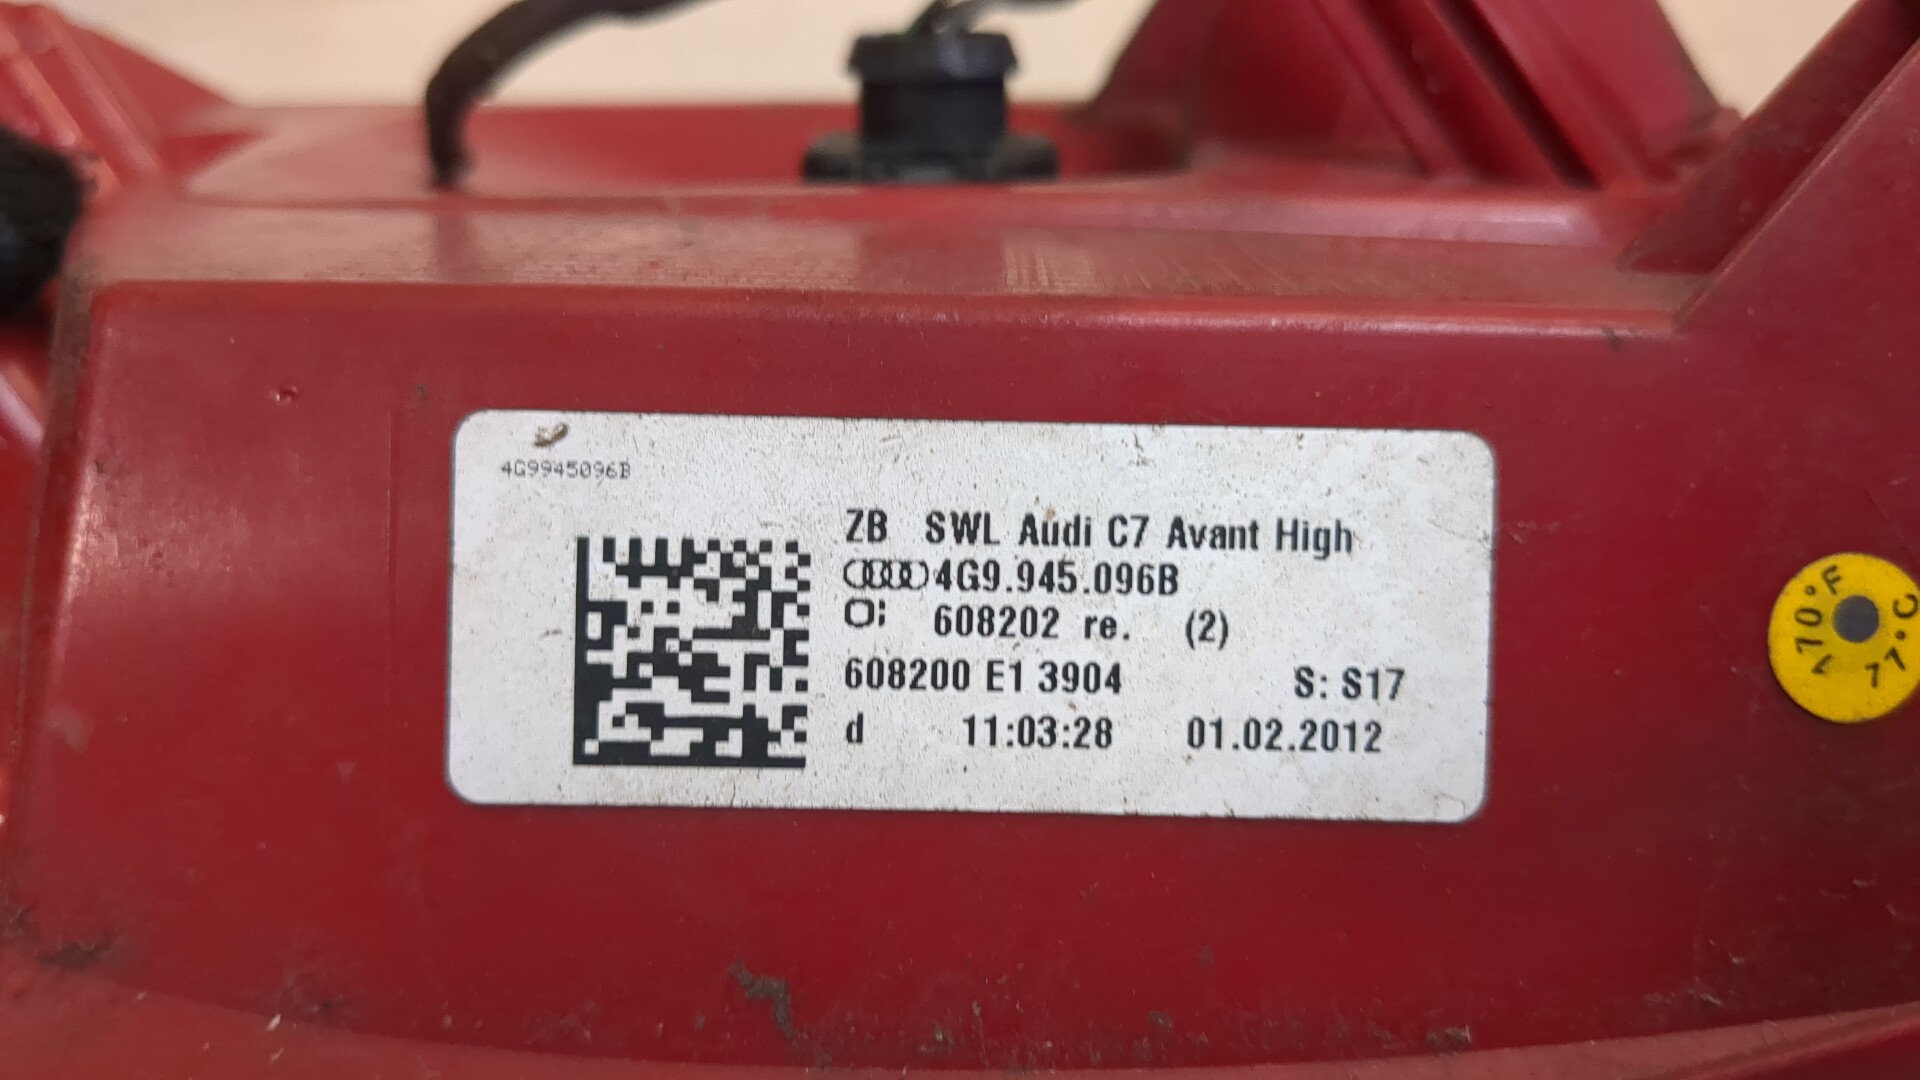 4G9945096B
ZB SWL Audi C7 Avant High
4G9.945.096B
O: 608202 re. (2)
608200 E1 3904 S: S17
d 11:03:28 01.02.2012
170°F
77°C